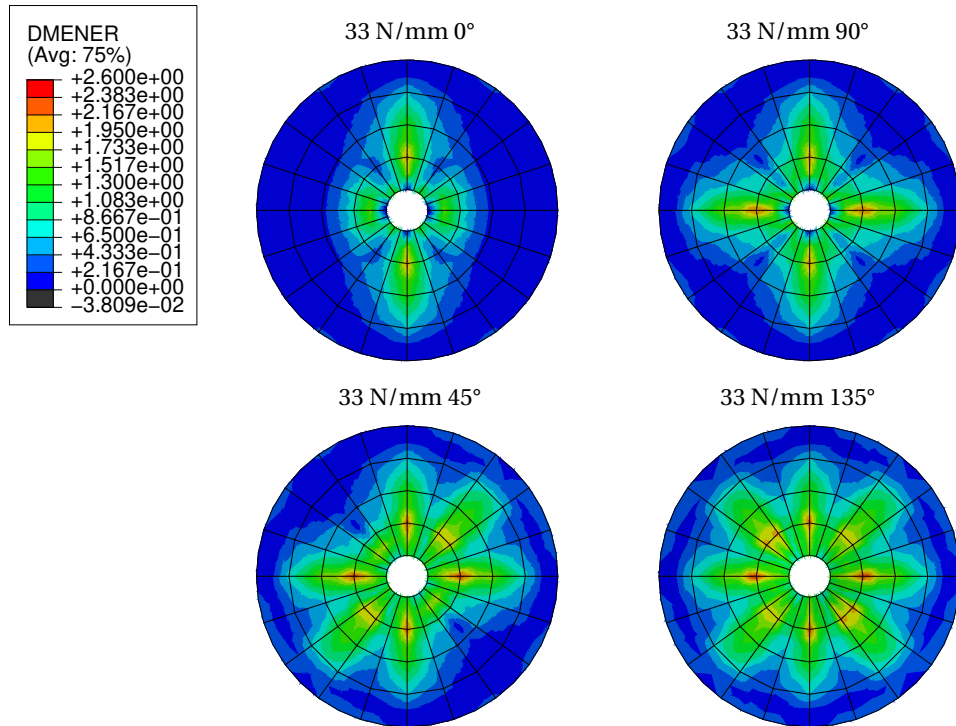 DMENER
(Avg: 75%)
+2.600e+00
+2.383e+00
+2.167e+00
+1.950e+00
+1.733e+00
+1.517e+00
+1.300e+00
+1.083e+00
+8.667e−01
+6.500e−01
+4.333e−01
+2.167e−01
+0.000e+00
−3.809e−02
33 N/mm 0°
33 N/mm 90°
33 N/mm 45°
33 N/mm 135°